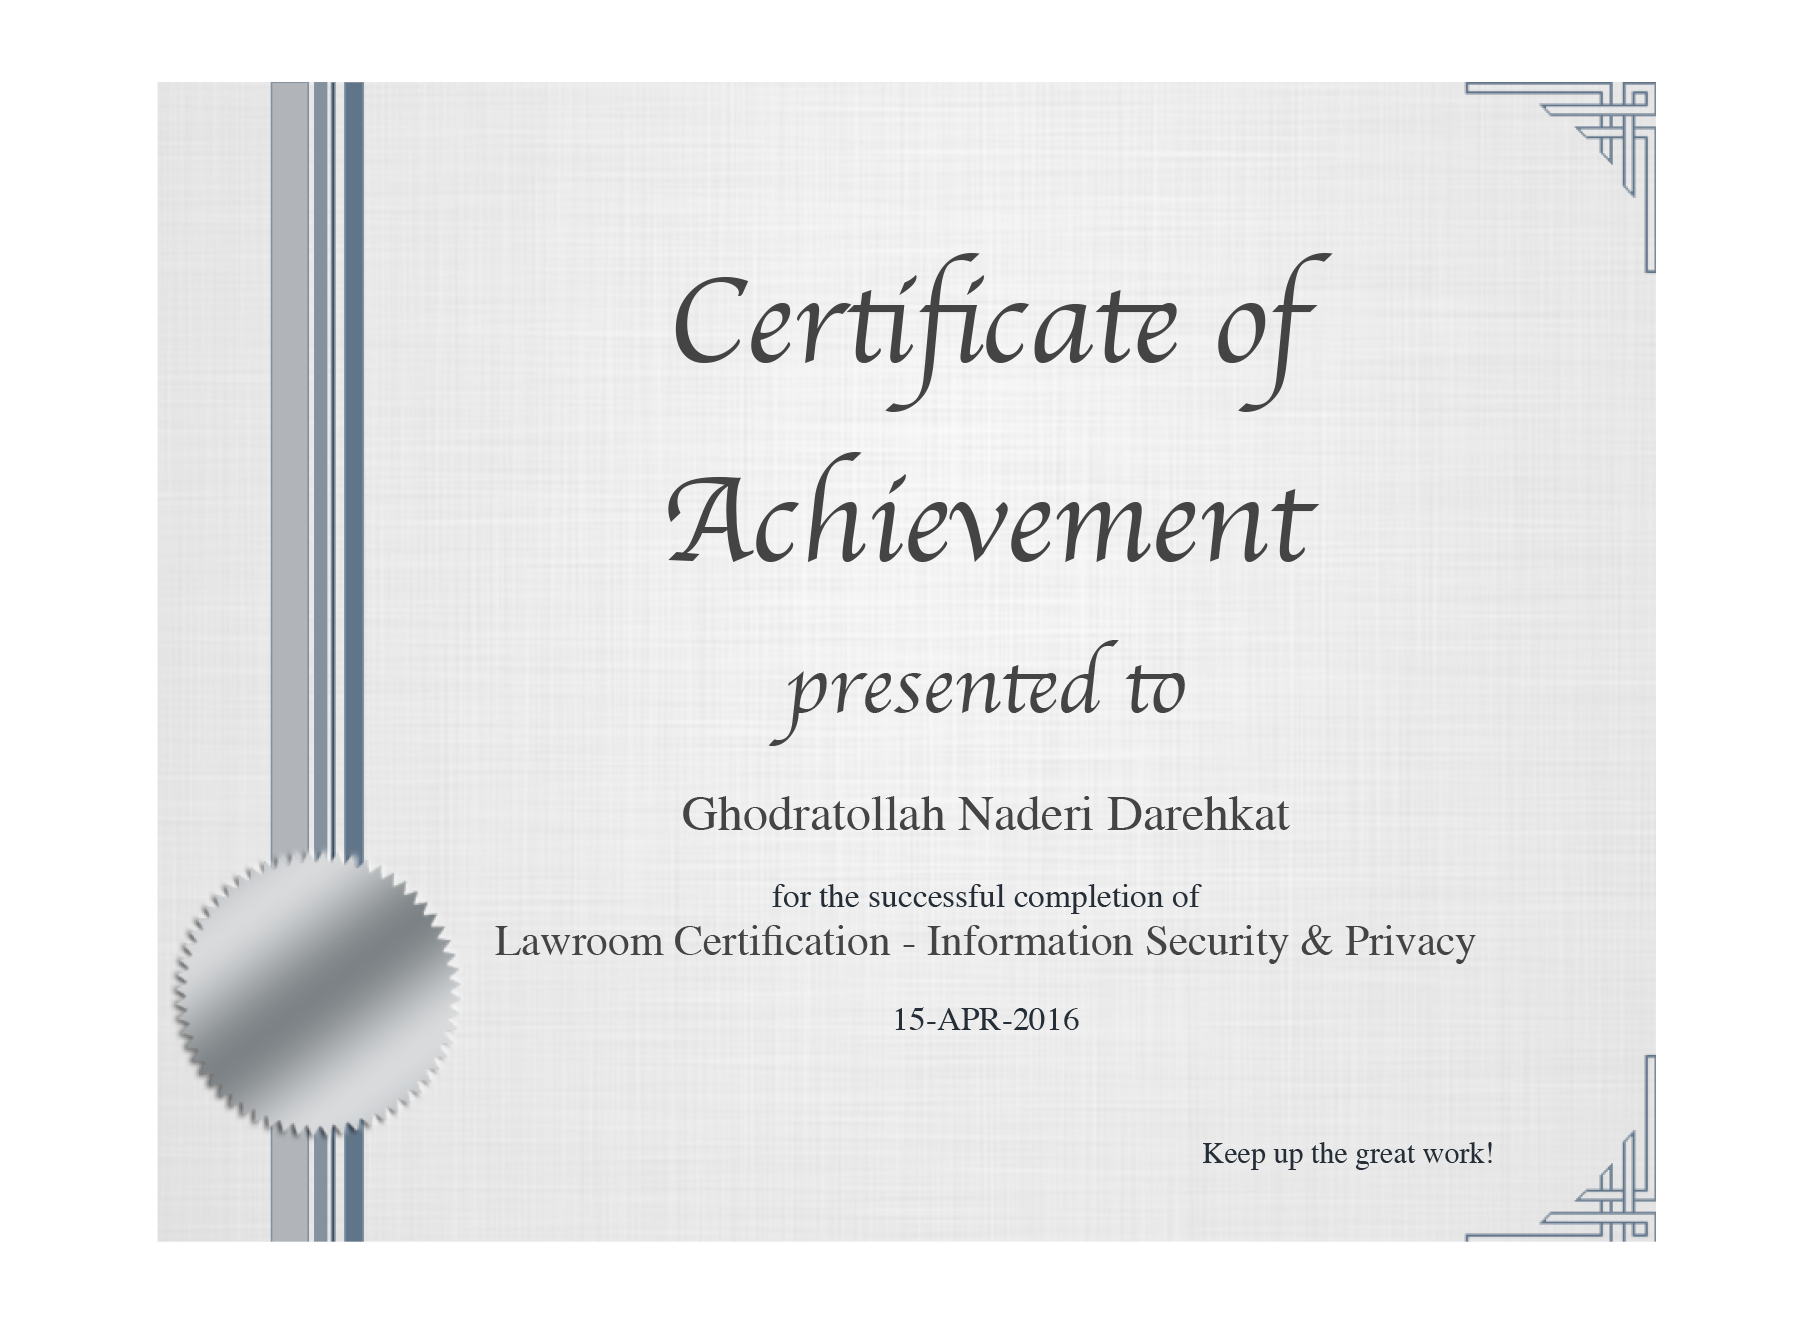 Certificate of
Achievement
presented to
Ghodratollah Naderi Darehkat
for the successful completion of
Lawroom Certification - Information Security & Privacy
15-APR-2016
Keep up the great work!